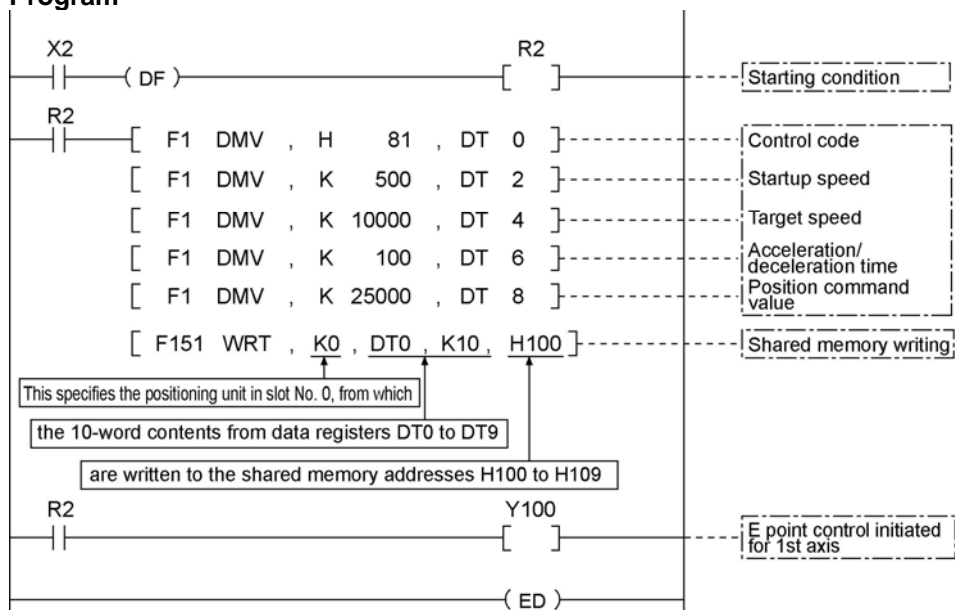 Program
X2 R2
( DF ) [ ] Starting condition
R2
[ F1 DMV , H 81 , DT 0 ] Control code
[ F1 DMV , K 500 , DT 2 ] Startup speed
[ F1 DMV , K 10000 , DT 4 ] Target speed
[ F1 DMV , K 100 , DT 6 ] Acceleration/
deceleration time
[ F1 DMV , K 25000 , DT 8 ] Position command
value
[ F151 WRT , K0 , DT0 , K10 , H100 ] Shared memory writing
This specifies the positioning unit in slot No. 0, from which
the 10-word contents from data registers DT0 to DT9
are written to the shared memory addresses H100 to H109
R2 Y100
[ ] E point control initiated
for 1st axis
( ED )